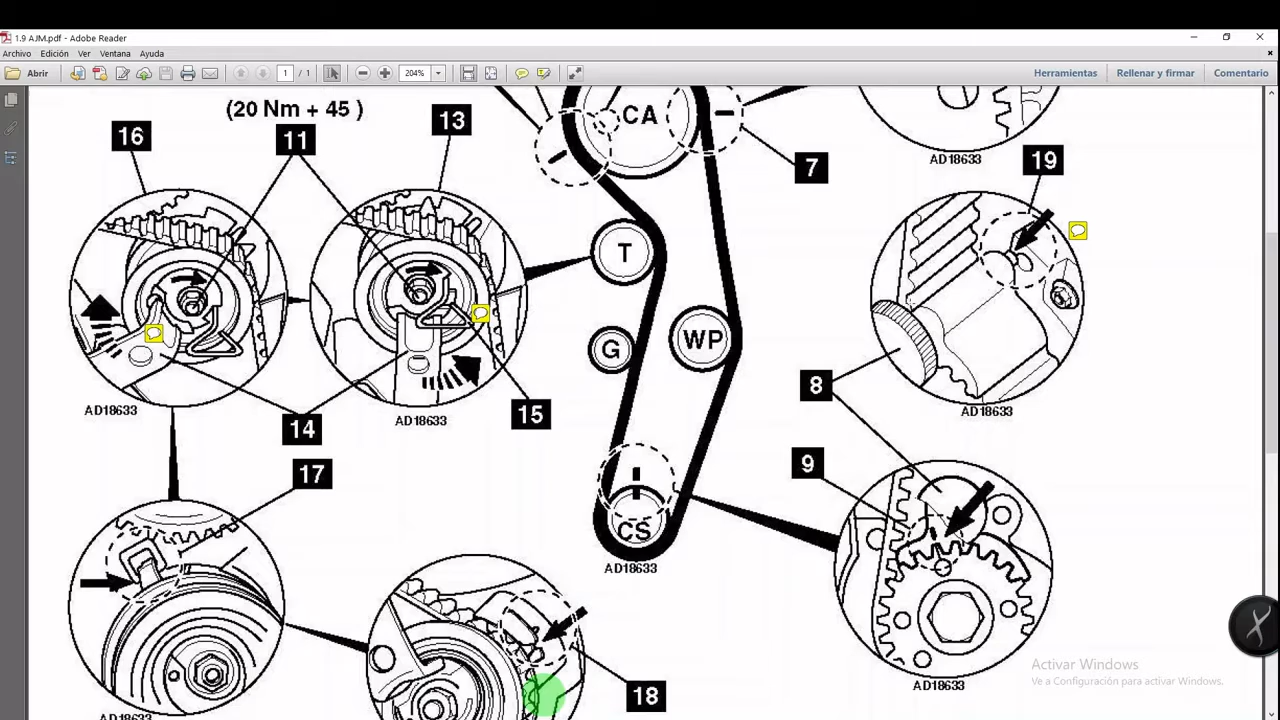 1.9 AJM.pdf - Adobe Reader
Archivo Edición Ver Ventana Ayuda
Abrir 1 / 1 204% Herramientas Rellenar y firmar Comentario
(20 Nm + 45 )
16
11
13
CA
7
AD18633
19
T
G
WP
8
AD18633
AD18633
15
AD18633
14
9
17
CS
AD18633
AD18633
18
AD18633
Activar Windows
Ve a Configuración para activar Windows.